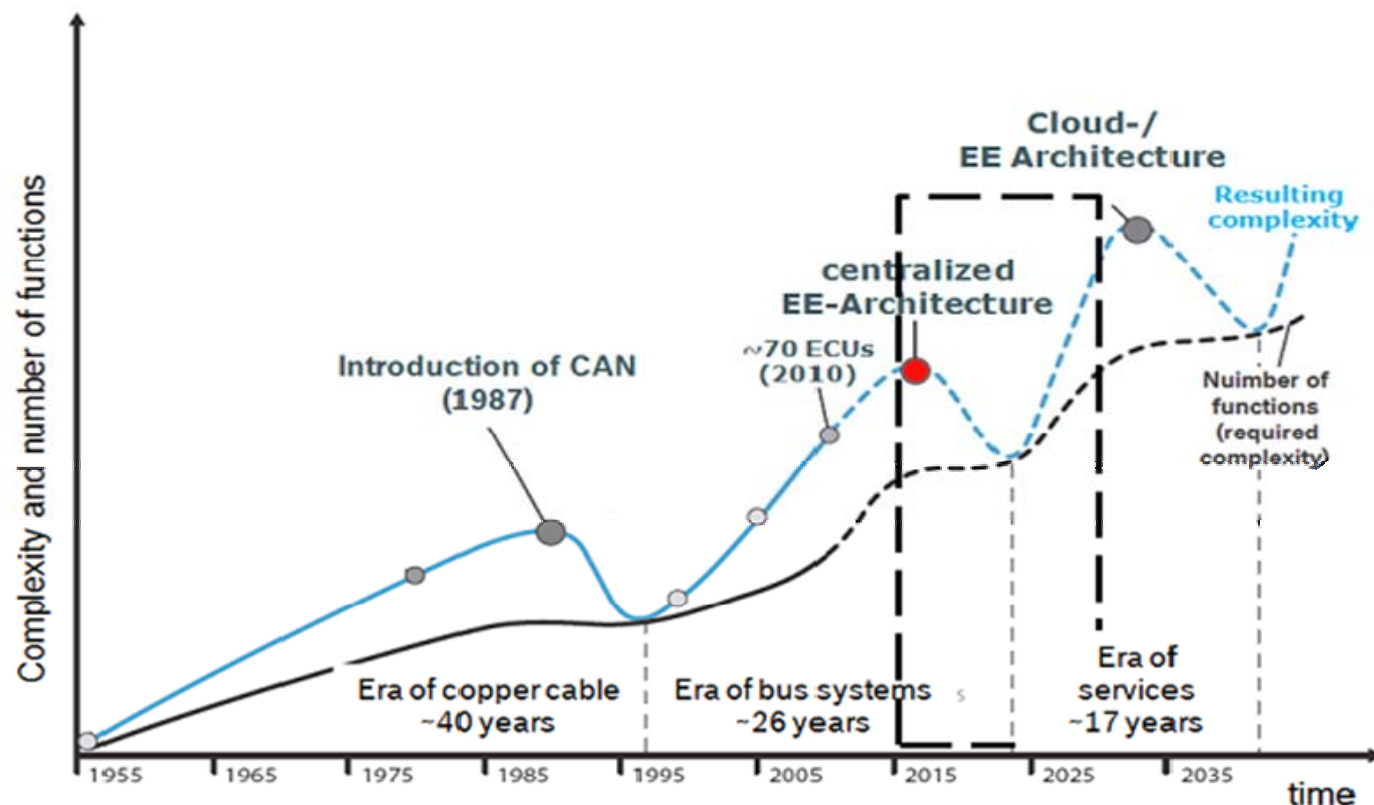 Complexity and number of functions
Cloud-/
EE Architecture
Resulting
complexity
centralized
EE-Architecture
~70 ECUs
(2010)
Introduction of CAN
(1987)
Nuimber of
functions
(required
complexity)
Era of copper cable
~40 years
Era of bus systems
~26 years
s
Era of
services
~17 years
1955 1965 1975 1985 1995 2005 2015 2025 2035
time